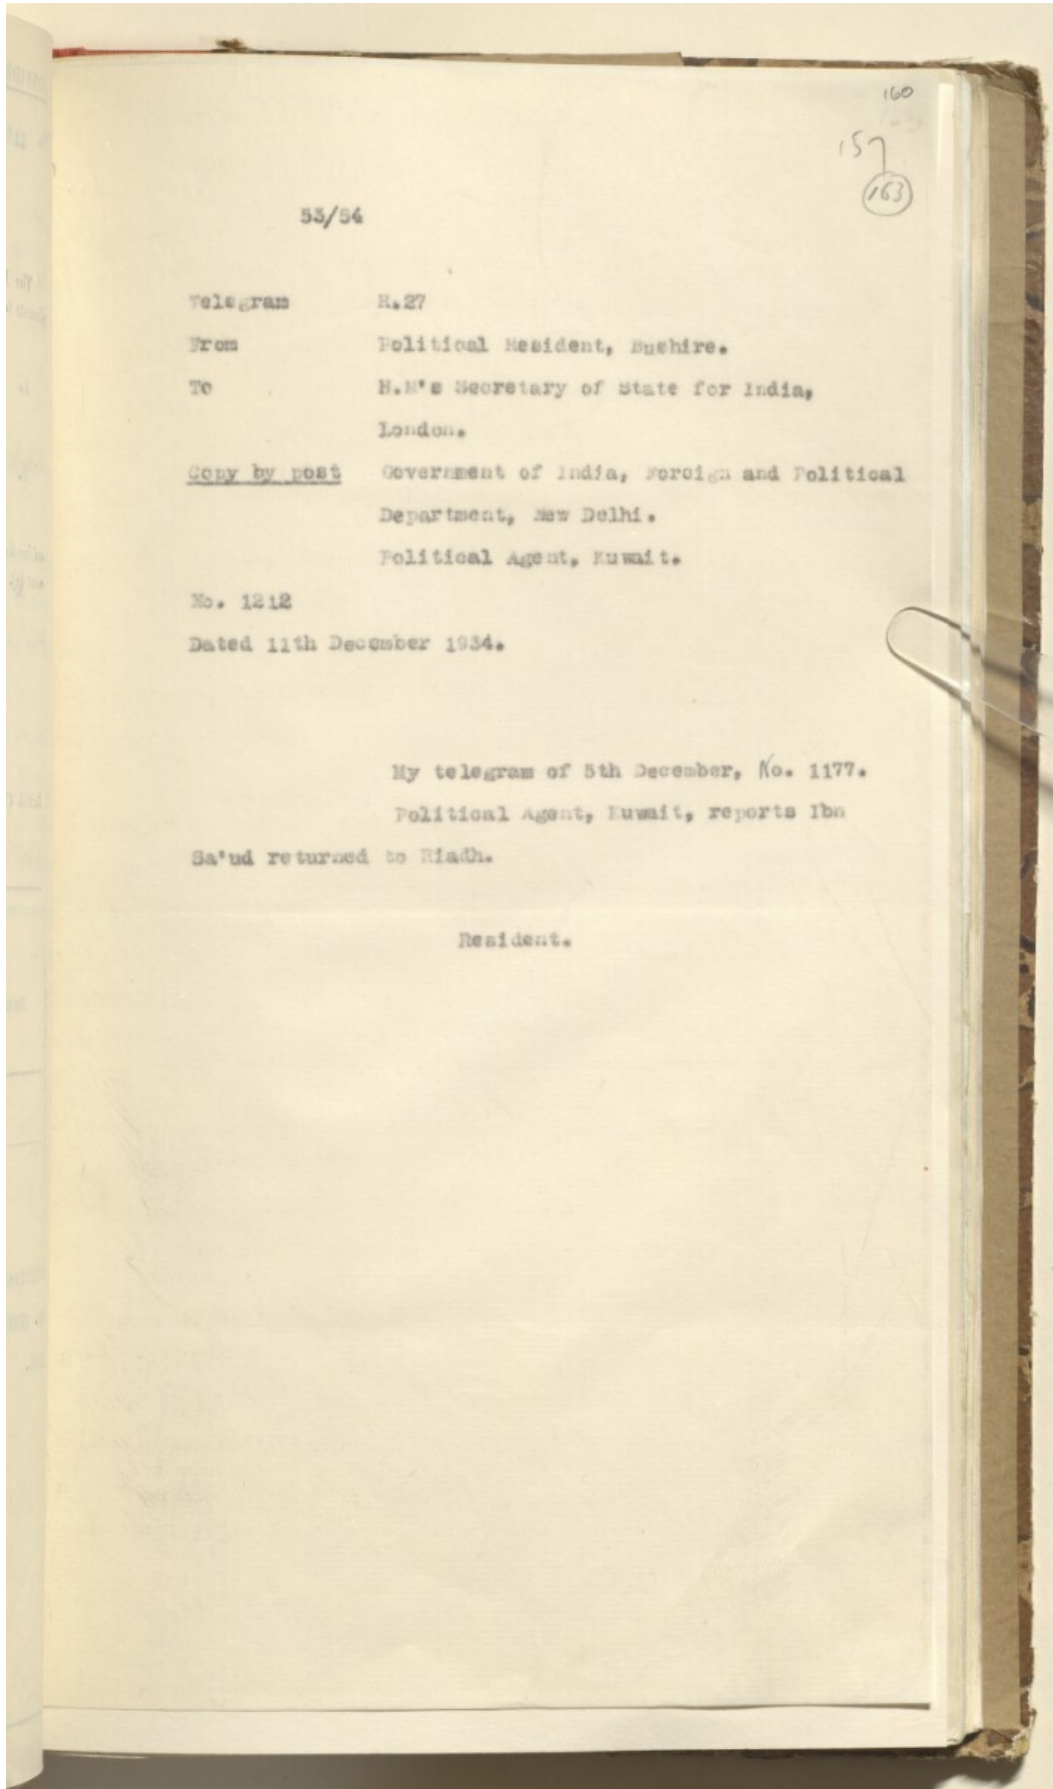 160
157
163
53/54
Telegram R.27
From Political Resident, Bushire.
To H.M's Secretary of State for India,
London.
Copy by post Government of India, Foreign and Political
Department, New Delhi.
Political Agent, Kuwait.
No. 1212
Dated 11th December 1934.
My telegram of 5th December, No. 1177.
Political Agent, Kuwait, reports Ibn
Sa'ud returned to Riadh.
Resident.